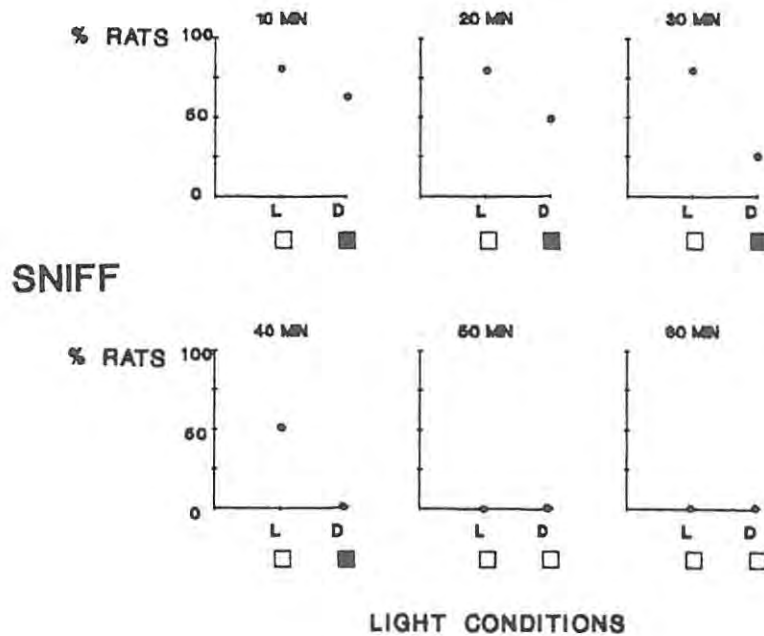 10 MIN 20 MIN 30 MIN
% RATS 100
50
0
L D L D L D
SNIFF
40 MIN 50 MIN 60 MIN
% RATS 100
50
0
L D L D L D
LIGHT CONDITIONS